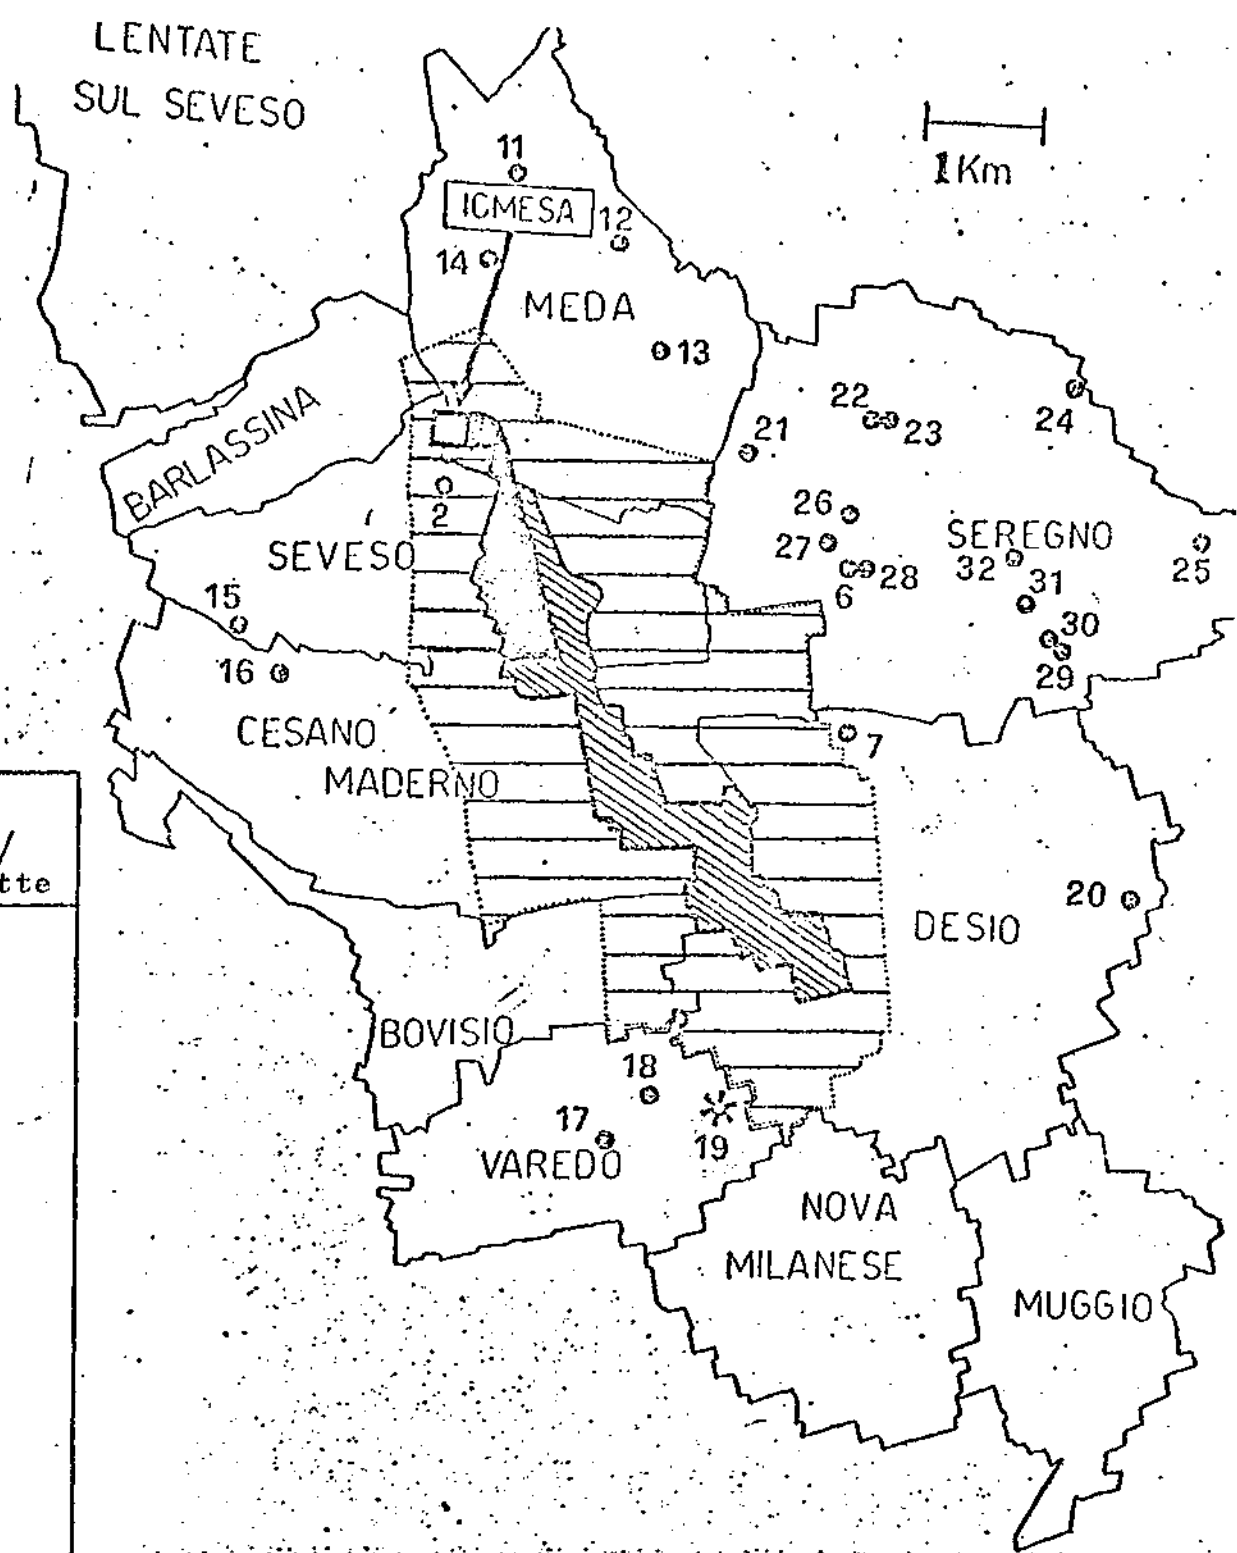 LENTATE
SUL SEVESO
1Km
11
ICMESA
12
14
MEDA
13
22
23
24
21
BARLASSINA
2
26
SEREGNO
27
SEVESO
6
28
32
25
31
15
30
16
29
CESANO
7
MADERNO
/
tte
20
DESIO
BOVISIO
18
17
19
VAREDO
NOVA
MILANESE
MUGGIO